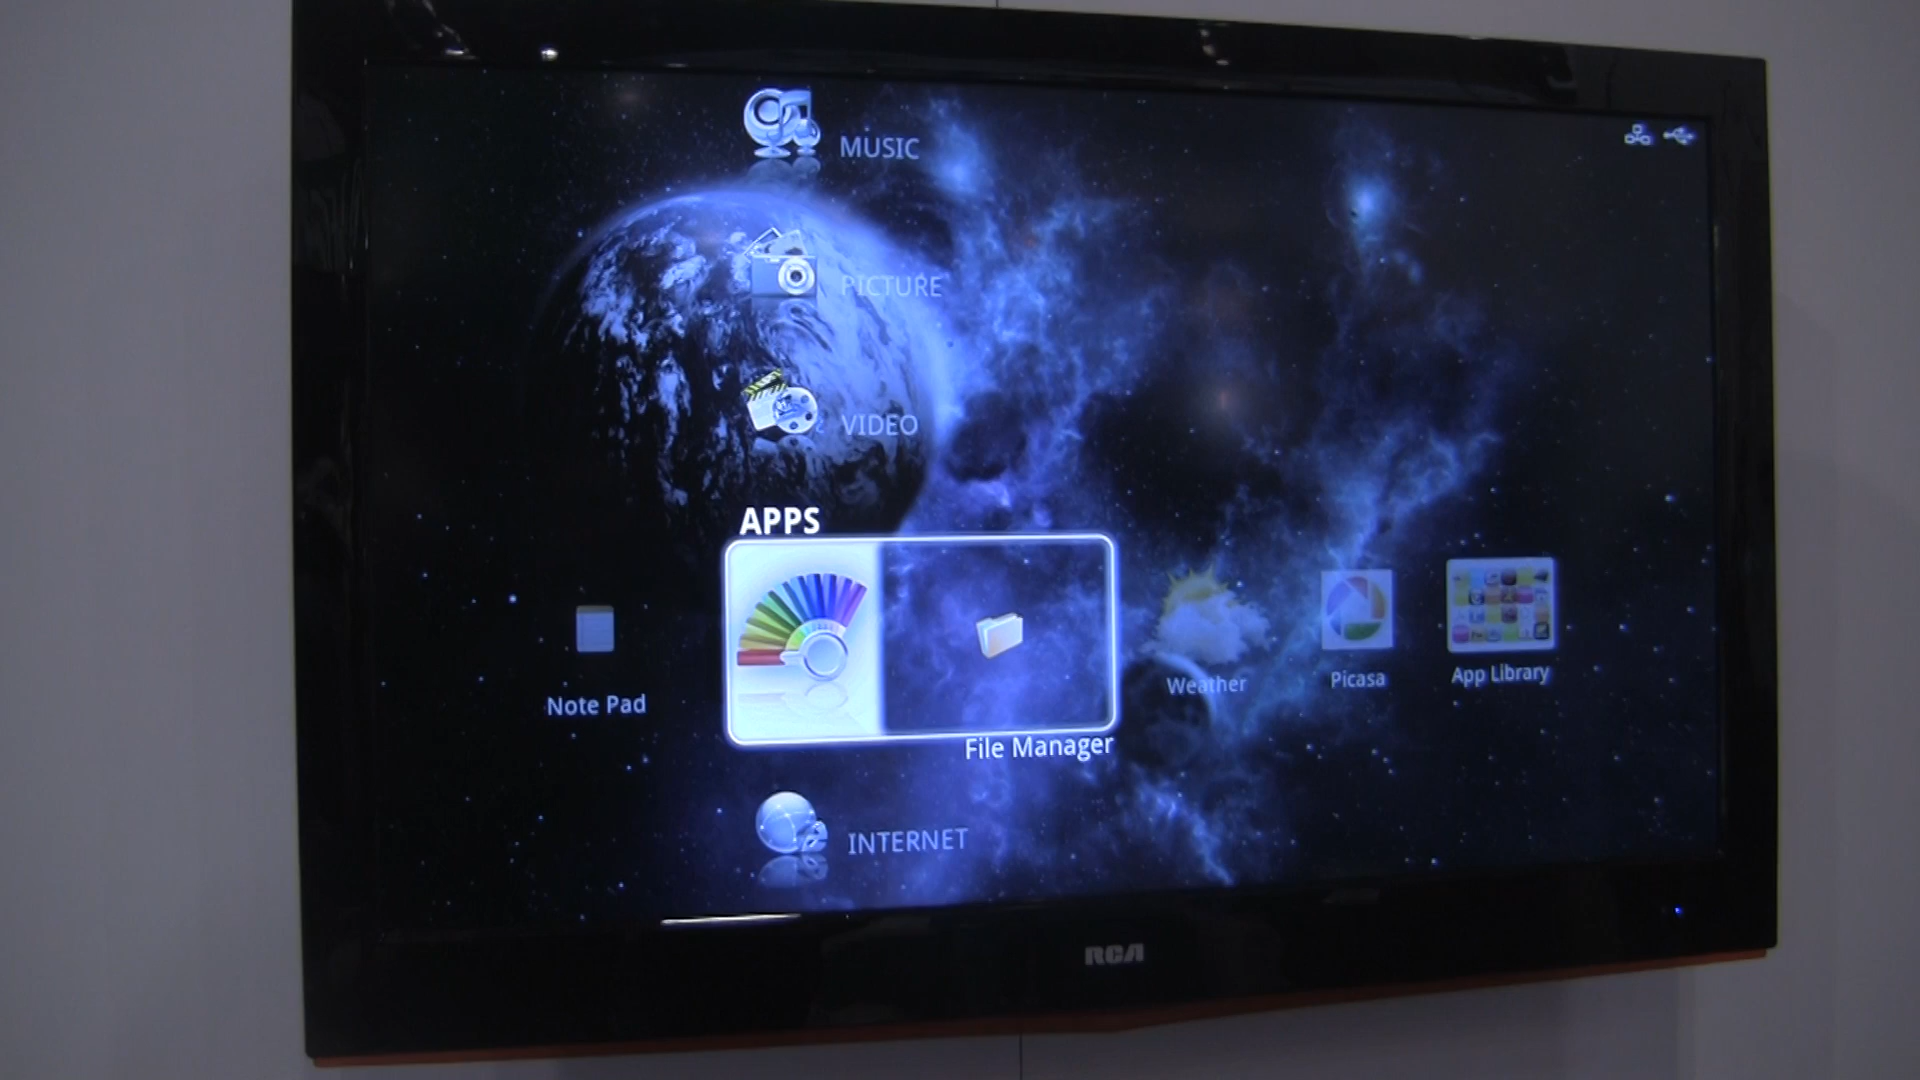 MUSIC
PICTURE
VIDEO
APPS
Note Pad
File Manager
Weather
Picasa
App Library
INTERNET
RCA